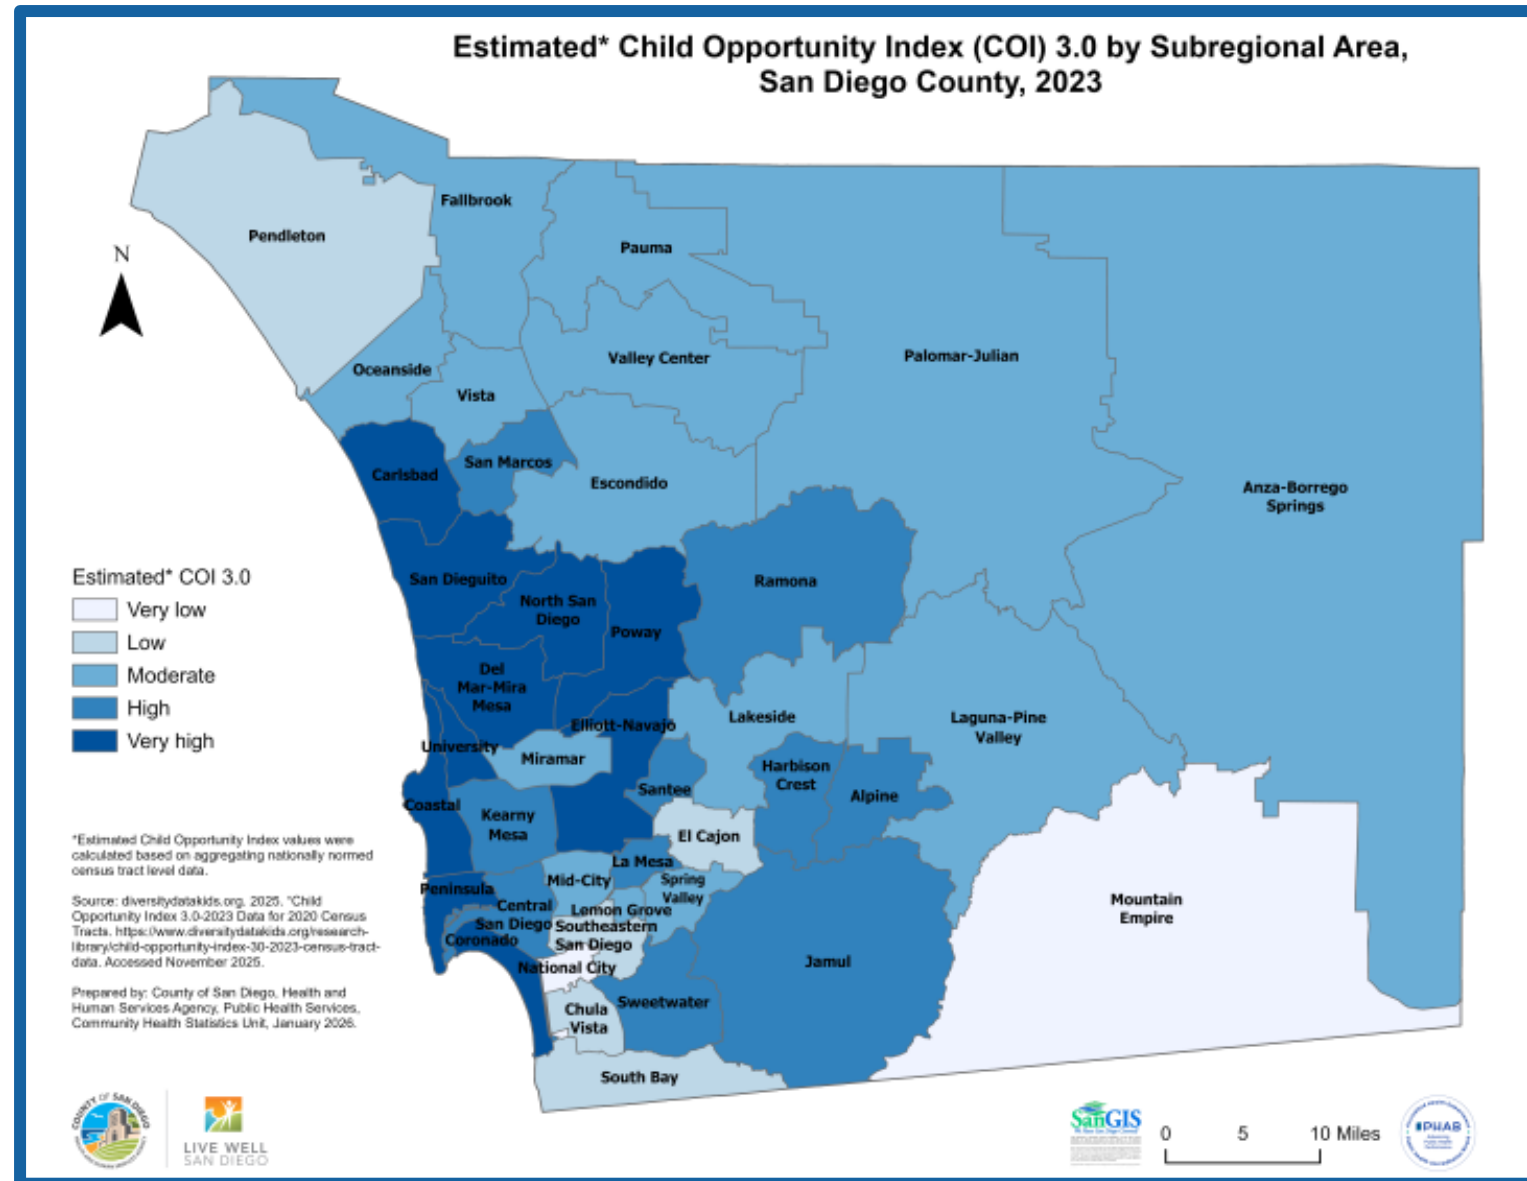 Estimated* Child Opportunity Index (COI) 3.0 by Subregional Area,
San Diego County, 2023
Fallbrook
Pendleton
N
Pauma
Oceanside
Valley Center
Palomar-Julian
Vista
San Marcos
Carlsbad
Escondido
Anza-Borrego
Springs
San Dieguito
North San
Diego
Poway
Ramona
Del
Mar-Mira
Mesa
Elliott-Navajo
Lakeside
Laguna-Pine
Valley
University
Miramar
Harbison
Crest
Santee
Alpine
Coastal
Kearny
Mesa
El Cajon
La Mesa
Mid-City
Spring
Valley
Peninsula
Central
San Diego
Lemon Grove
Southeastern
San Diego
Coronado
National City
Mountain
Empire
Jamul
Sweetwater
Chula
Vista
South Bay
Estimated* COI 3.0
Very low
Low
Moderate
High
Very high
*Estimated Child Opportunity Index values were
calculated based on aggregating nationally normed
census tract level data.
Source: diversitydatakids.org. 2025. "Child
Opportunity Index 3.0-2023 Data for 2020 Census
Tracts. https://www.diversitydatakids.org/research-
library/child-opportunity-index-30-2023-census-tract-
data. Accessed November 2025.
Prepared by: County of San Diego, Health and
Human Services Agency, Public Health Services,
Community Health Statistics Unit, January 2026.
COUNTY OF SAN DIEGO
LIVE WELL
SAN DIEGO
SanGIS
0 5 10 Miles
PHAB